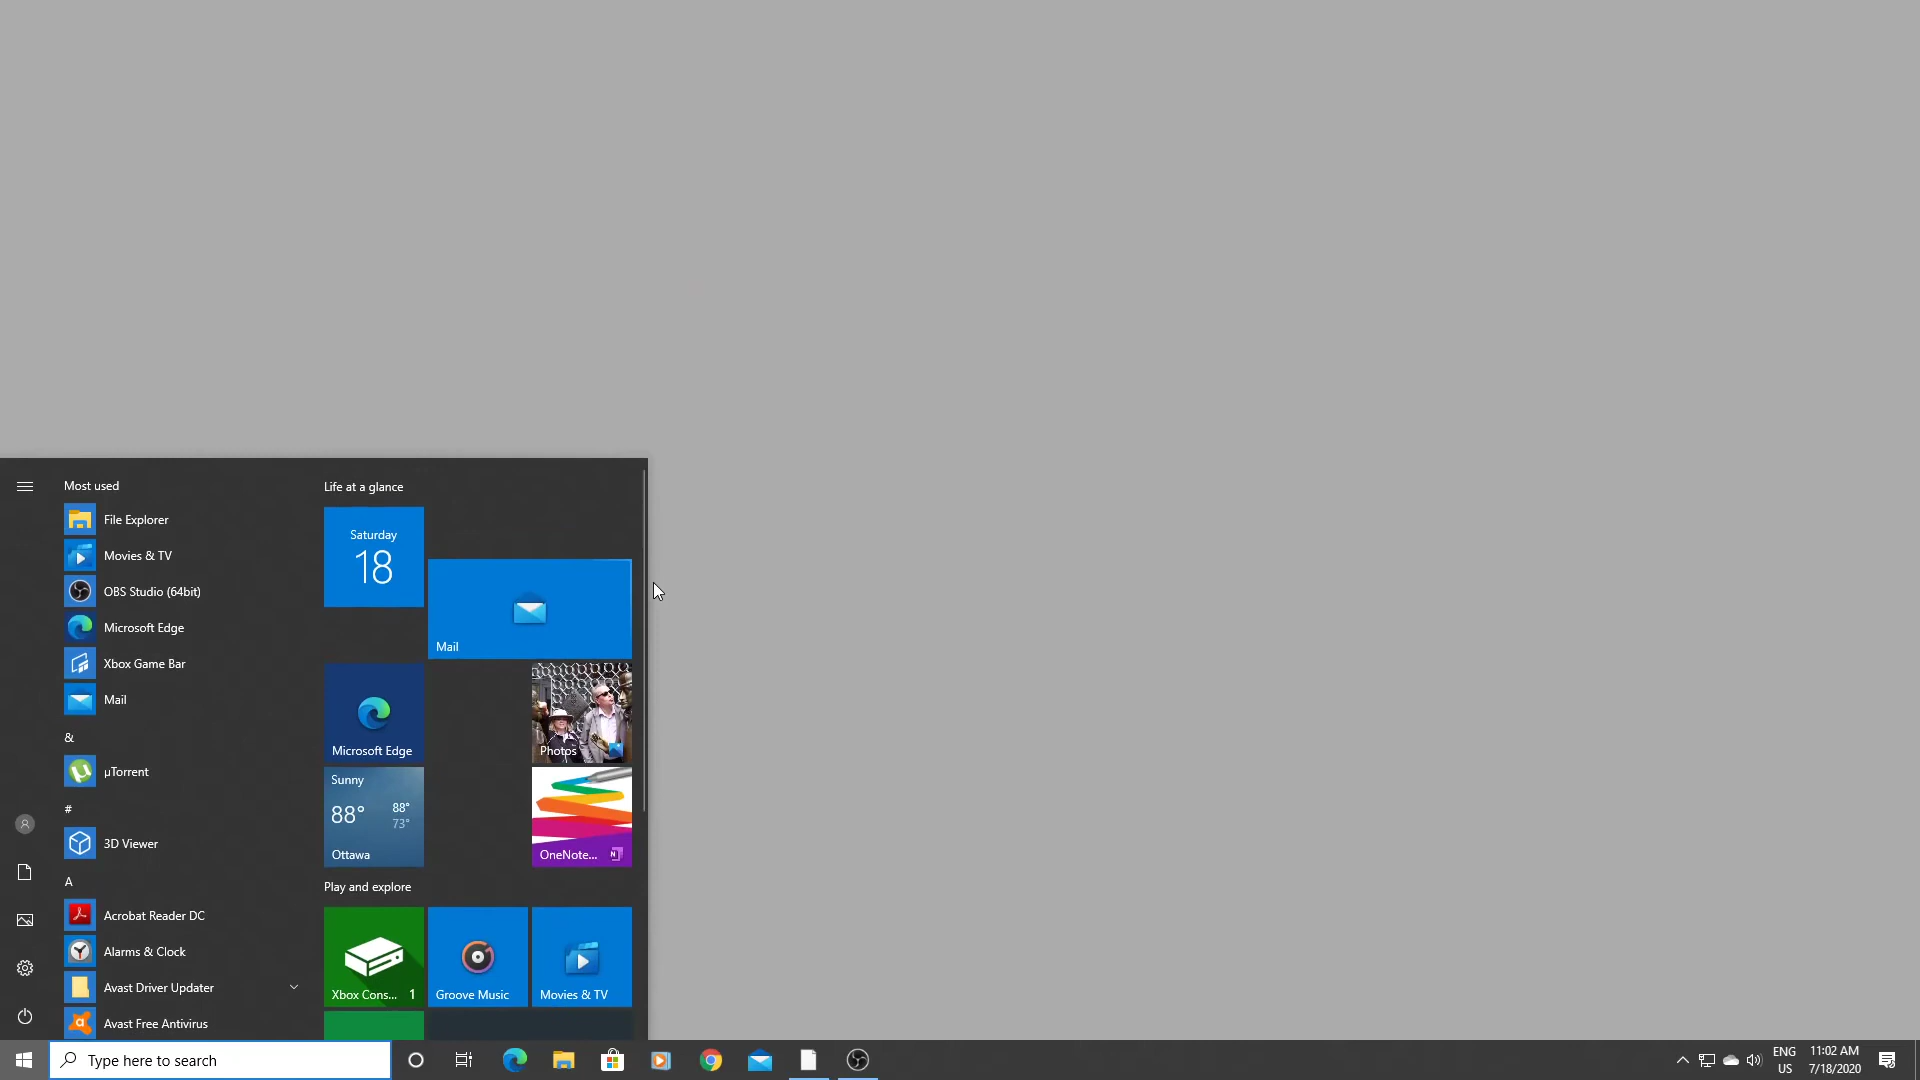 Most used
File Explorer
Movies & TV
OBS Studio (64bit)
Microsoft Edge
Xbox Game Bar
Mail
&
µTorrent
#
3D Viewer
A
Acrobat Reader DC
Alarms & Clock
Avast Driver Updater
Avast Free Antivirus
Life at a glance
Saturday
18
Mail
Microsoft Edge
Photos
Sunny
88° 88°
73°
Ottawa
OneNote...
N
Play and explore
Xbox Cons... 1
Groove Music
Movies & TV
Type here to search
ENG
US
11:02 AM
7/18/2020